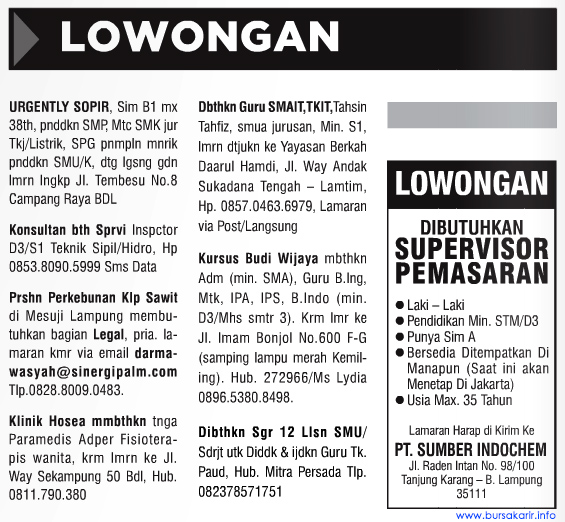 LOWONGAN
URGENTLY SOPIR, Sim B1 mx
38th, pnddkn SMP, Mtc SMK jur
Tkj/Listrik, SPG pnmpln mnrik
pnddkn SMU/K, dtg lgsng gdn
lmrn lngkp Jl. Tembesu No.8
Campang Raya BDL
Konsultan bth Sprvi Inspctor
D3/S1 Teknik Sipil/Hidro, Hp
0853.8090.5999 Sms Data
Prshn Perkebunan Klp Sawit
di Mesuji Lampung membu-
tuhkan bagian Legal, pria. la-
maran kmr via email darma-
wasyah@sinergipalm.com
Tlp.0828.8009.0483.
Klinik Hosea mmbthkn tnga
Paramedis Adper Fisiotera-
pis wanita, krm lmrn ke Jl.
Way Sekampung 50 Bdl, Hub.
0811.790.380
Dbthkn Guru SMAIT,TKIT,Tahsin
Tahfiz, smua jurusan, Min. S1,
lmrn dtjukn ke Yayasan Berkah
Daarul Hamdi, Jl. Way Andak
Sukadana Tengah – Lamtim,
Hp. 0857.0463.6979, Lamaran
via Post/Langsung
Kursus Budi Wijaya mbthkn
Adm (min. SMA), Guru B.Ing,
Mtk, IPA, IPS, B.Indo (min.
D3/Mhs smtr 3). Krm lmr ke
Jl. Imam Bonjol No.600 F-G
(samping lampu merah Kemil-
ing). Hub. 272966/Ms Lydia
0896.5380.8498.
Dibthkn Sgr 12 Llsn SMU/
Sdrjt utk Diddk & ijdkn Guru Tk.
Paud, Hub. Mitra Persada Tlp.
082378571751
LOWONGAN
DIBUTUHKAN
SUPERVISOR
PEMASARAN
● Laki – Laki
● Pendidikan Min. STM/D3
● Punya Sim A
● Bersedia Ditempatkan Di
Manapun (Saat ini akan
Menetap Di Jakarta)
● Usia Max. 35 Tahun
Lamaran Harap di Kirim Ke
PT. SUMBER INDOCHEM
Jl. Raden Intan No. 98/100
Tanjung Karang – B. Lampung
35111
www.bursakarir.info